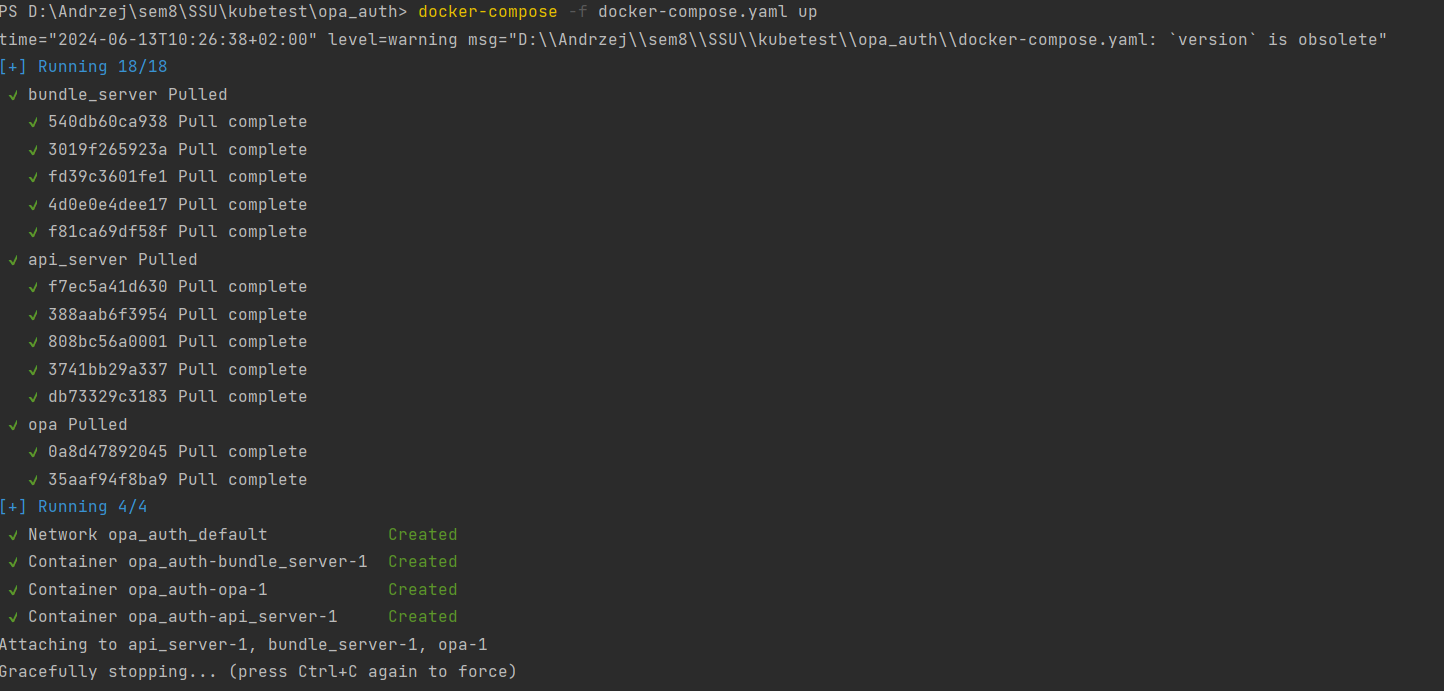 PS D:\Andrzej\sem8\SSU\kubetest\opa_auth> docker-compose -f docker-compose.yaml up
time="2024-06-13T10:26:38+02:00" level=warning msg="D:\\Andrzej\\sem8\\SSU\\kubetest\\opa_auth\\docker-compose.yaml: `version` is obsolete"
[+] Running 18/18
✓ bundle_server Pulled
✓ 540db60ca938 Pull complete
✓ 3019f265923a Pull complete
✓ fd39c3601fe1 Pull complete
✓ 4d0e0e4dee17 Pull complete
✓ f81ca69df58f Pull complete
✓ api_server Pulled
✓ f7ec5a41d630 Pull complete
✓ 388aab6f3954 Pull complete
✓ 808bc56a0001 Pull complete
✓ 3741bb29a337 Pull complete
✓ db73329c3183 Pull complete
✓ opa Pulled
✓ 0a8d47892045 Pull complete
✓ 35aaf94f8ba9 Pull complete
[+] Running 4/4
✓ Network opa_auth_default Created
✓ Container opa_auth-bundle_server-1 Created
✓ Container opa_auth-opa-1 Created
✓ Container opa_auth-api_server-1 Created
Attaching to api_server-1, bundle_server-1, opa-1
Gracefully stopping... (press Ctrl+C again to force)